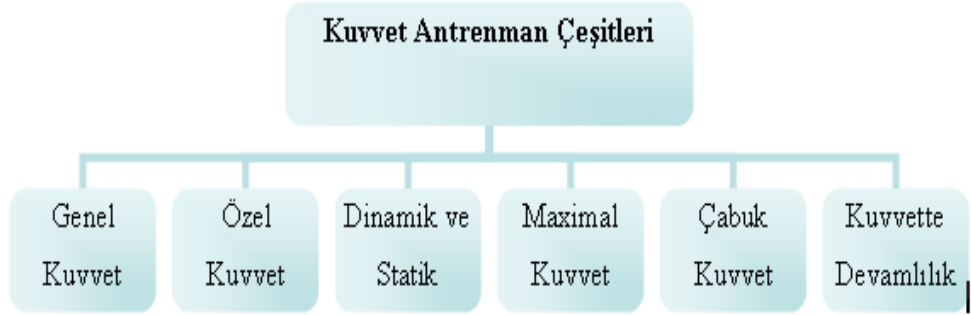 Kuvvet Antrenman Çeşitleri
Genel
Kuvvet
Özel
Kuvvet
Dinamik ve
Statik
Maximal
Kuvvet
Çabuk
Kuvvet
Kuvvette
Devamlılık